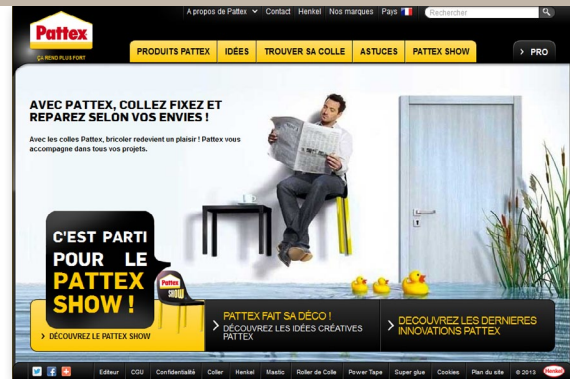 A propos de Pattex Contact Henkel Nos marques Pays Rechercher
Pattex
ÇA REND PLUS FORT
PRODUITS PATTEX IDÉES TROUVER SA COLLE ASTUCES PATTEX SHOW > PRO
AVEC PATTEX, COLLEZ FIXEZ ET
REPAREZ SELON VOS ENVIES !
Avec les colles Pattex, bricoler redevient un plaisir ! Pattex vous
accompagne dans tous vos projets.
C'EST PARTI
POUR LE
PATTEX
SHOW !
Pattex
SHOW
> DÉCOUVREZ LE PATTEX SHOW
> PATTEX FAIT SA DÉCO !
DÉCOUVREZ LES IDÉES CRÉATIVES
PATTEX
> DECOUVREZ LES DERNIERES
INNOVATIONS PATTEX
Editeur CGU Confidentialité Coller Henkel Mastic Roller de Colle Power Tape Super glue Cookies Plan du site © 2013 Henkel